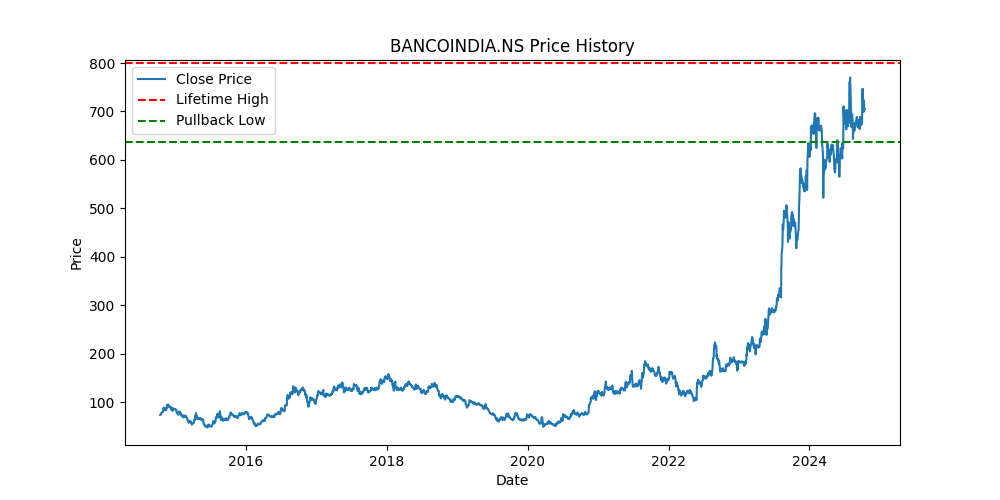 BANCOINDIA.NS Price History
Close Price
Lifetime High
Pullback Low
Price
800
700
600
500
400
300
200
100
2016
2018
2020
2022
2024
Date